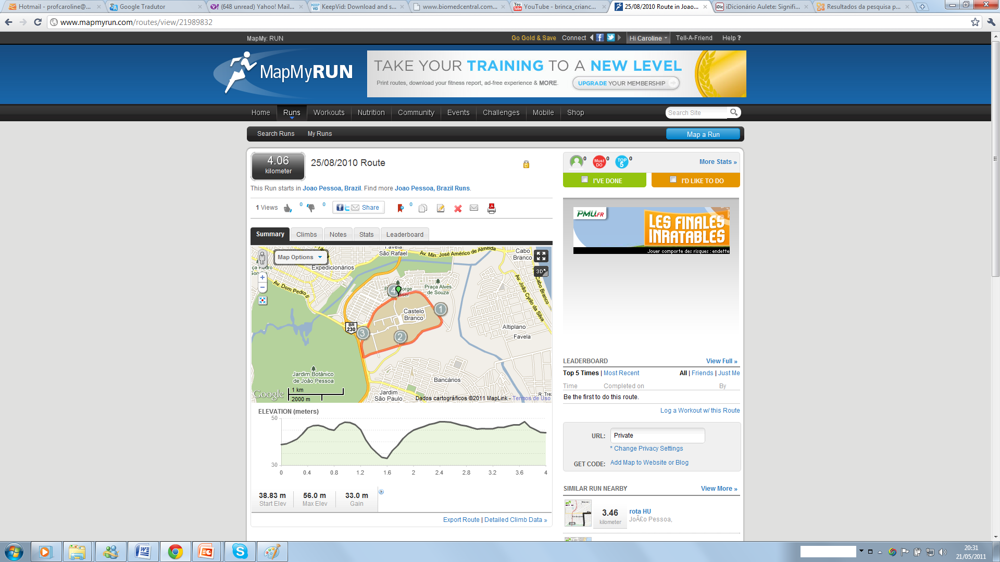 Hotmail - profcaroline@...
Google Tradutor
(648 unread) Yahoo! Mail...
KeepVid: Download and s...
www.biomedcentral.com...
YouTube - brinca_crianc...
25/08/2010 Route in Joao...
iDicionário Aulete: Signifi...
Resultados da pesquisa p...
www.mapmyrun.com/routes/view/21989832
MapMy: RUN
Go Gold & Save Connect Hi Caroline Tell-A-Friend Help ?
MapMyRUN
TAKE YOUR TRAINING TO A NEW LEVEL
Print routes, download your fitness report, ad-free experience & MORE.
UPGRADE YOUR MEMBERSHIP
Home Runs Workouts Nutrition Community Events Challenges Mobile Shop
Search Site
Search Runs My Runs
Map a Run
4.06
kilometer
25/08/2010 Route
This Run starts in Joao Pessoa, Brazil. Find more Joao Pessoa, Brazil Runs.
1 Views 0 0 Share 0
Summary Climbs Notes Stats Leaderboard
Map Options
Favela
São Rafael
Av. Min. José Américo de Almeida
Cabo
Branco
3D
Expedicionários
Av. Dom Pedro II
Praça Alves
de Souza
Av. João Cyrilo da Silva
Cabo Branco
4
1
Castelo
Branco
BR
230
3
2
Altiplano
Favela
Jardim Botânico
de João Pessoa
Bancários
Jardim
São Paulo
Google
1 km
2000 m
R. Tre
Dados cartográficos ©2011 MapLink - Termos de Uso
ELEVATION (meters)
50
30
0 0.4 0.8 1.2 1.6 2 2.4 2.8 3.2 3.6 4
38.83 m 56.0 m 33.0 m
Start Elev Max Elev Gain
?
Export Route | Detailed Climb Data »
0 Must DO 0 TOP 5 0
More Stats »
I'VE DONE
I'D LIKE TO DO
PMU.FR
LES FINALES
INRATABLES
Jouer comporte des risques : endette
LEADERBOARD View Full »
Top 5 Times | Most Recent All | Friends | Just Me
Time Completed on By
Be the first to do this route.
Log a Workout w/ this Route
URL: Private
* Change Privacy Settings
GET CODE: Add Map to Website or Blog
SIMILAR RUN NEARBY View More »
3.46
kilometer
rota HU
JoÃ£o Pessoa,
20:31
21/05/2011